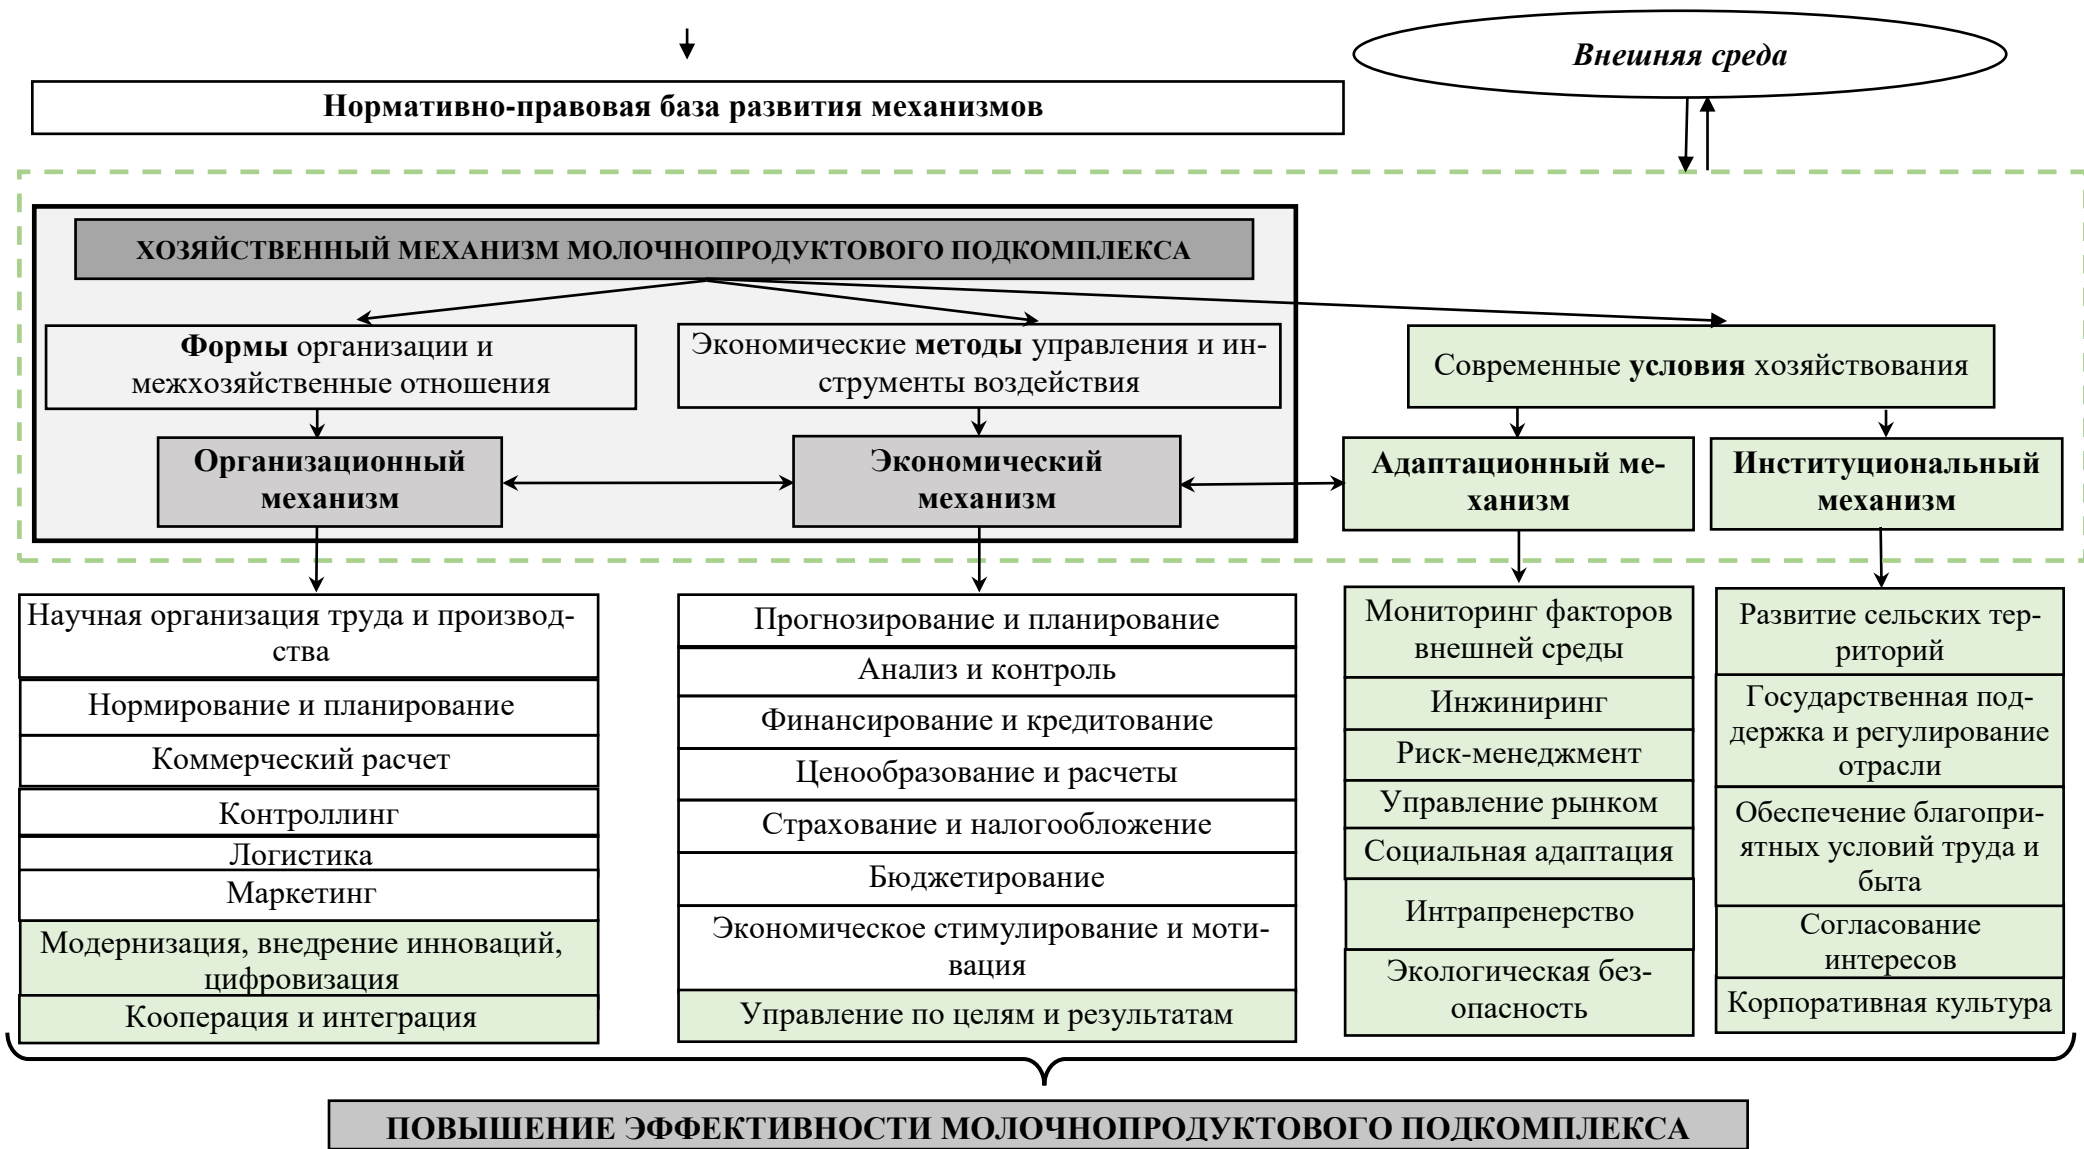 Внешняя среда
Нормативно-правовая база развития механизмов
ХОЗЯЙСТВЕННЫЙ МЕХАНИЗМ МОЛОЧНОПРОДУКТОВОГО ПОДКОМПЛЕКСА
Формы организации и
межхозяйственные отношения
Экономические методы управления и ин-
струменты воздействия
Современные условия хозяйствования
Организационный
механизм
Экономический
механизм
Адаптационный ме-
ханизм
Институциональный
механизм
Научная организация труда и производ-
ства
Нормирование и планирование
Коммерческий расчет
Контроллинг
Логистика
Маркетинг
Модернизация, внедрение инноваций,
цифровизация
Кооперация и интеграция
Прогнозирование и планирование
Анализ и контроль
Финансирование и кредитование
Ценообразование и расчеты
Страхование и налогообложение
Бюджетирование
Экономическое стимулирование и моти-
вация
Управление по целям и результатам
Мониторинг факторов
внешней среды
Инжиниринг
Риск-менеджмент
Управление рынком
Социальная адаптация
Интрапренерство
Экологическая без-
опасность
Развитие сельских тер-
риторий
Государственная под-
держка и регулирование
отрасли
Обеспечение благопри-
ятных условий труда и
быта
Согласование
интересов
Корпоративная культура
ПОВЫШЕНИЕ ЭФФЕКТИВНОСТИ МОЛОЧНОПРОДУКТОВОГО ПОДКОМПЛЕКСА